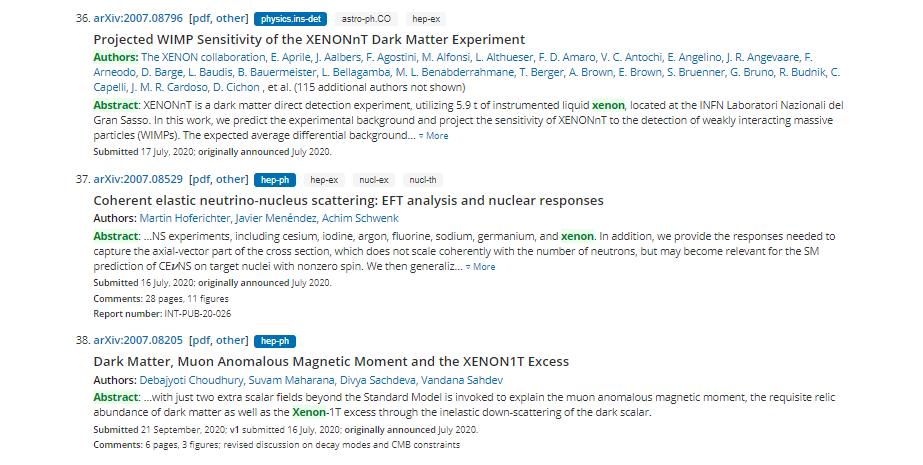 36. arXiv:2007.08796 [pdf, other] physics.ins-det astro-ph.CO hep-ex
Projected WIMP Sensitivity of the XENONnT Dark Matter Experiment
Authors: The XENON collaboration, E. Aprile, J. Aalbers, F. Agostini, M. Alfonsi, L. Althueser, F. D. Amaro, V. C. Antochi, E. Angelino, J. R. Angevaare, F.
Arneodo, D. Barge, L. Baudis, B. Bauermeister, L. Bellagamba, M. L. Benabderrahmane, T. Berger, A. Brown, E. Brown, S. Bruenner, G. Bruno, R. Budnik, C.
Capelli, J. M. R. Cardoso, D. Cichon , et al. (115 additional authors not shown)
Abstract: XENONnT is a dark matter direct detection experiment, utilizing 5.9 t of instrumented liquid xenon, located at the INFN Laboratori Nazionali del
Gran Sasso. In this work, we predict the experimental background and project the sensitivity of XENONnT to the detection of weakly interacting massive
particles (WIMPs). The expected average differential background... ▿ More
Submitted 17 July, 2020; originally announced July 2020.
37. arXiv:2007.08529 [pdf, other] hep-ph hep-ex nucl-ex nucl-th
Coherent elastic neutrino-nucleus scattering: EFT analysis and nuclear responses
Authors: Martin Hoferichter, Javier Menéndez, Achim Schwenk
Abstract: ...NS experiments, including cesium, iodine, argon, fluorine, sodium, germanium, and xenon. In addition, we provide the responses needed to
capture the axial-vector part of the cross section, which does not scale coherently with the number of neutrons, but may become relevant for the SM
prediction of CEνNS on target nuclei with nonzero spin. We then generaliz... ▿ More
Submitted 16 July, 2020; originally announced July 2020.
Comments: 28 pages, 11 figures
Report number: INT-PUB-20-026
38. arXiv:2007.08205 [pdf, other] hep-ph
Dark Matter, Muon Anomalous Magnetic Moment and the XENON1T Excess
Authors: Debajyoti Choudhury, Suvam Maharana, Divya Sachdeva, Vandana Sahdev
Abstract: ...with just two extra scalar fields beyond the Standard Model is invoked to explain the muon anomalous magnetic moment, the requisite relic
abundance of dark matter as well as the Xenon-1T excess through the inelastic down-scattering of the dark scalar.
Submitted 21 September, 2020; v1 submitted 16 July, 2020; originally announced July 2020.
Comments: 6 pages, 3 figures; revised discussion on decay modes and CMB constraints